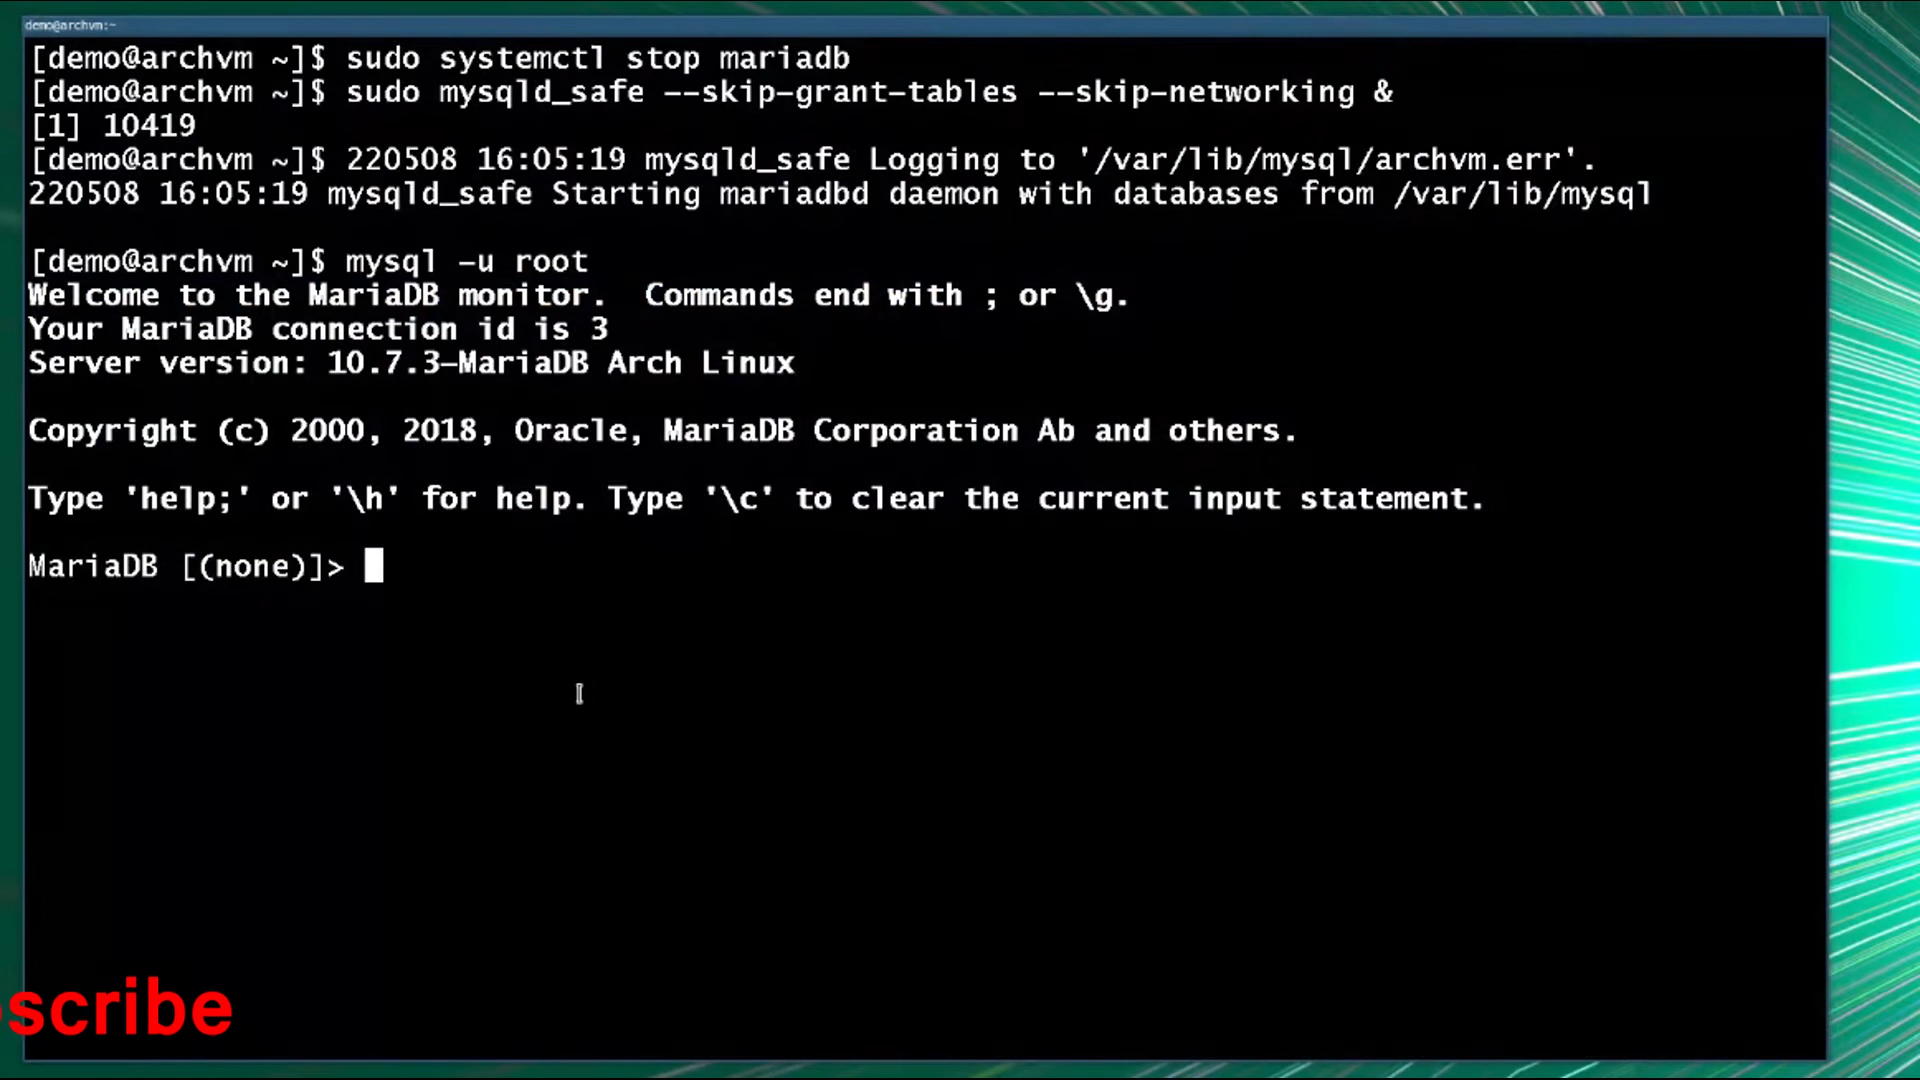 demo@archvm:~
[demo@archvm ~]$ sudo systemctl stop mariadb
[demo@archvm ~]$ sudo mysqld_safe --skip-grant-tables --skip-networking &
[1] 10419
[demo@archvm ~]$ 220508 16:05:19 mysqld_safe Logging to '/var/lib/mysql/archvm.err'.
220508 16:05:19 mysqld_safe Starting mariadbd daemon with databases from /var/lib/mysql
[demo@archvm ~]$ mysql -u root
Welcome to the MariaDB monitor.  Commands end with ; or \g.
Your MariaDB connection id is 3
Server version: 10.7.3-MariaDB Arch Linux
Copyright (c) 2000, 2018, Oracle, MariaDB Corporation Ab and others.
Type 'help;' or '\h' for help. Type '\c' to clear the current input statement.
MariaDB [(none)]>
scribe